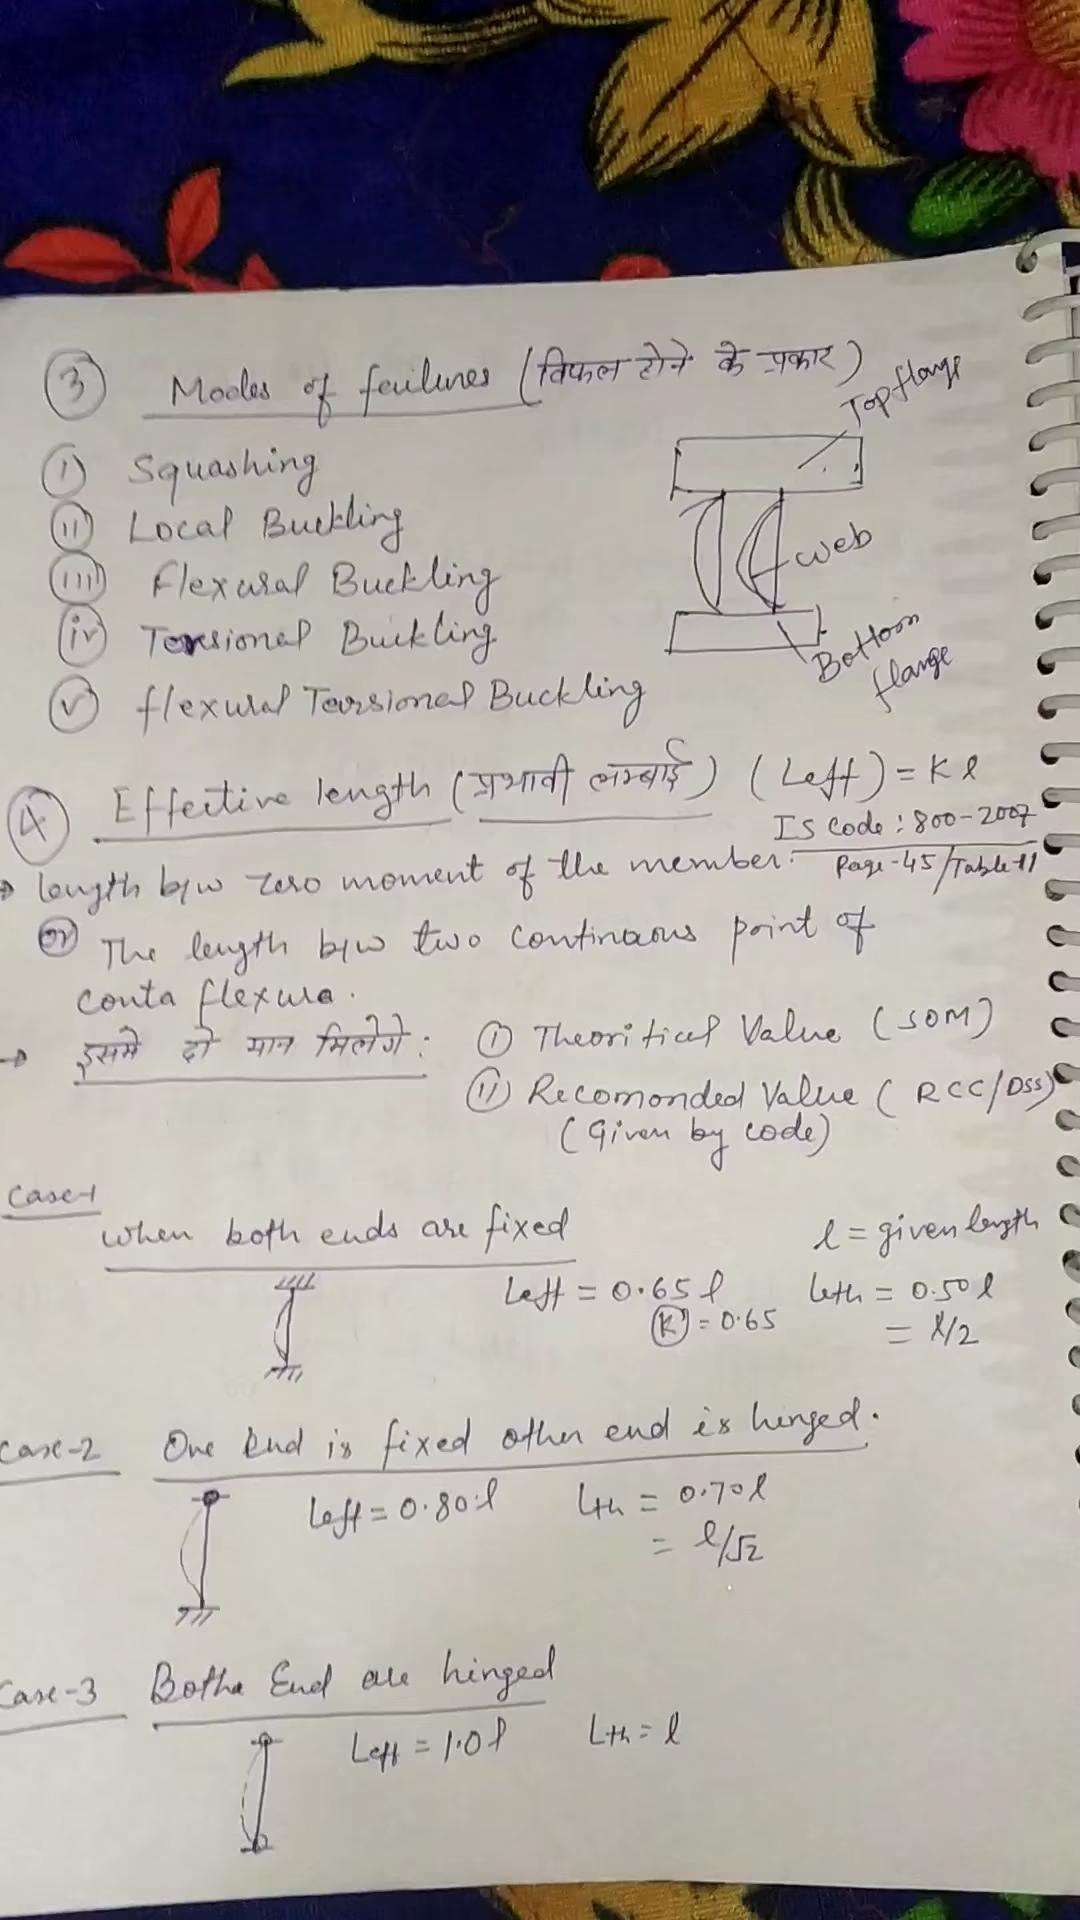 ③ Modes of failures (विफल होने के प्रकार)
Top flange
(i) Squashing
(ii) Local Buckling
web
(iii) Flexural Buckling
(iv) Torsional Buckling
Bottom
flange
(v) flexural Torsional Buckling
④ Effective length (प्रभावी लम्बाई) (Leff) = K l
IS Code : 800-2007
Page-45/Table-11
→ length b/w zero moment of the member.
or The length b/w two continuous point of
conta flexure.
→ इसमे दो मान मिलेगे : (i) Theoritical Value (SOM)
(ii) Recomonded Value ( RCC/DSS)
(Given by code)
Case-1
when both ends are fixed
l = given length
Leff = 0.65 l Leth = 0.50 l
K = 0.65 = l/2
Case-2 One End is fixed other end is hinged.
Leff = 0.80 l Lth = 0.70 l
= l/√2
Case-3 Botha End are hinged
Leff = 1.0 l Lth = l